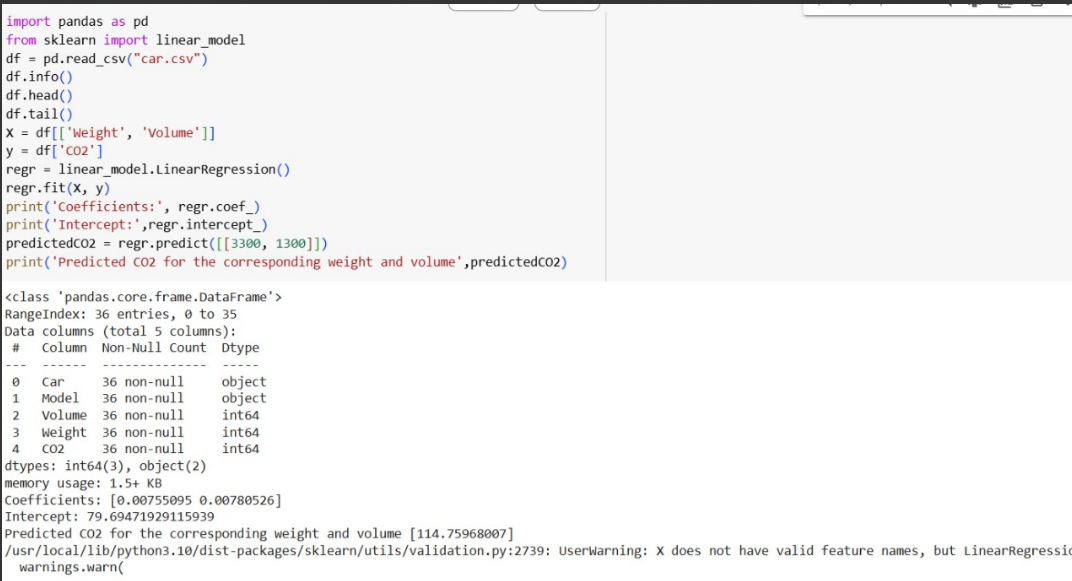 import pandas as pd
from sklearn import linear_model
df = pd.read_csv("car.csv")
df.info()
df.head()
df.tail()
X = df[['Weight', 'Volume']]
y = df['CO2']
regr = linear_model.LinearRegression()
regr.fit(X, y)
print('Coefficients:', regr.coef_)
print('Intercept:',regr.intercept_)
predictedCO2 = regr.predict([[3300, 1300]])
print('Predicted CO2 for the corresponding weight and volume',predictedCO2)
<class 'pandas.core.frame.DataFrame'>
RangeIndex: 36 entries, 0 to 35
Data columns (total 5 columns):
 #   Column  Non-Null Count  Dtype
---  ------  --------------  -----
 0   Car     36 non-null     object
 1   Model   36 non-null     object
 2   Volume  36 non-null     int64
 3   Weight  36 non-null     int64
 4   CO2     36 non-null     int64
dtypes: int64(3), object(2)
memory usage: 1.5+ KB
Coefficients: [0.00755095 0.00780526]
Intercept: 79.69471929115939
Predicted CO2 for the corresponding weight and volume [114.75968007]
/usr/local/lib/python3.10/dist-packages/sklearn/utils/validation.py:2739: UserWarning: X does not have valid feature names, but LinearRegressio
  warnings.warn(